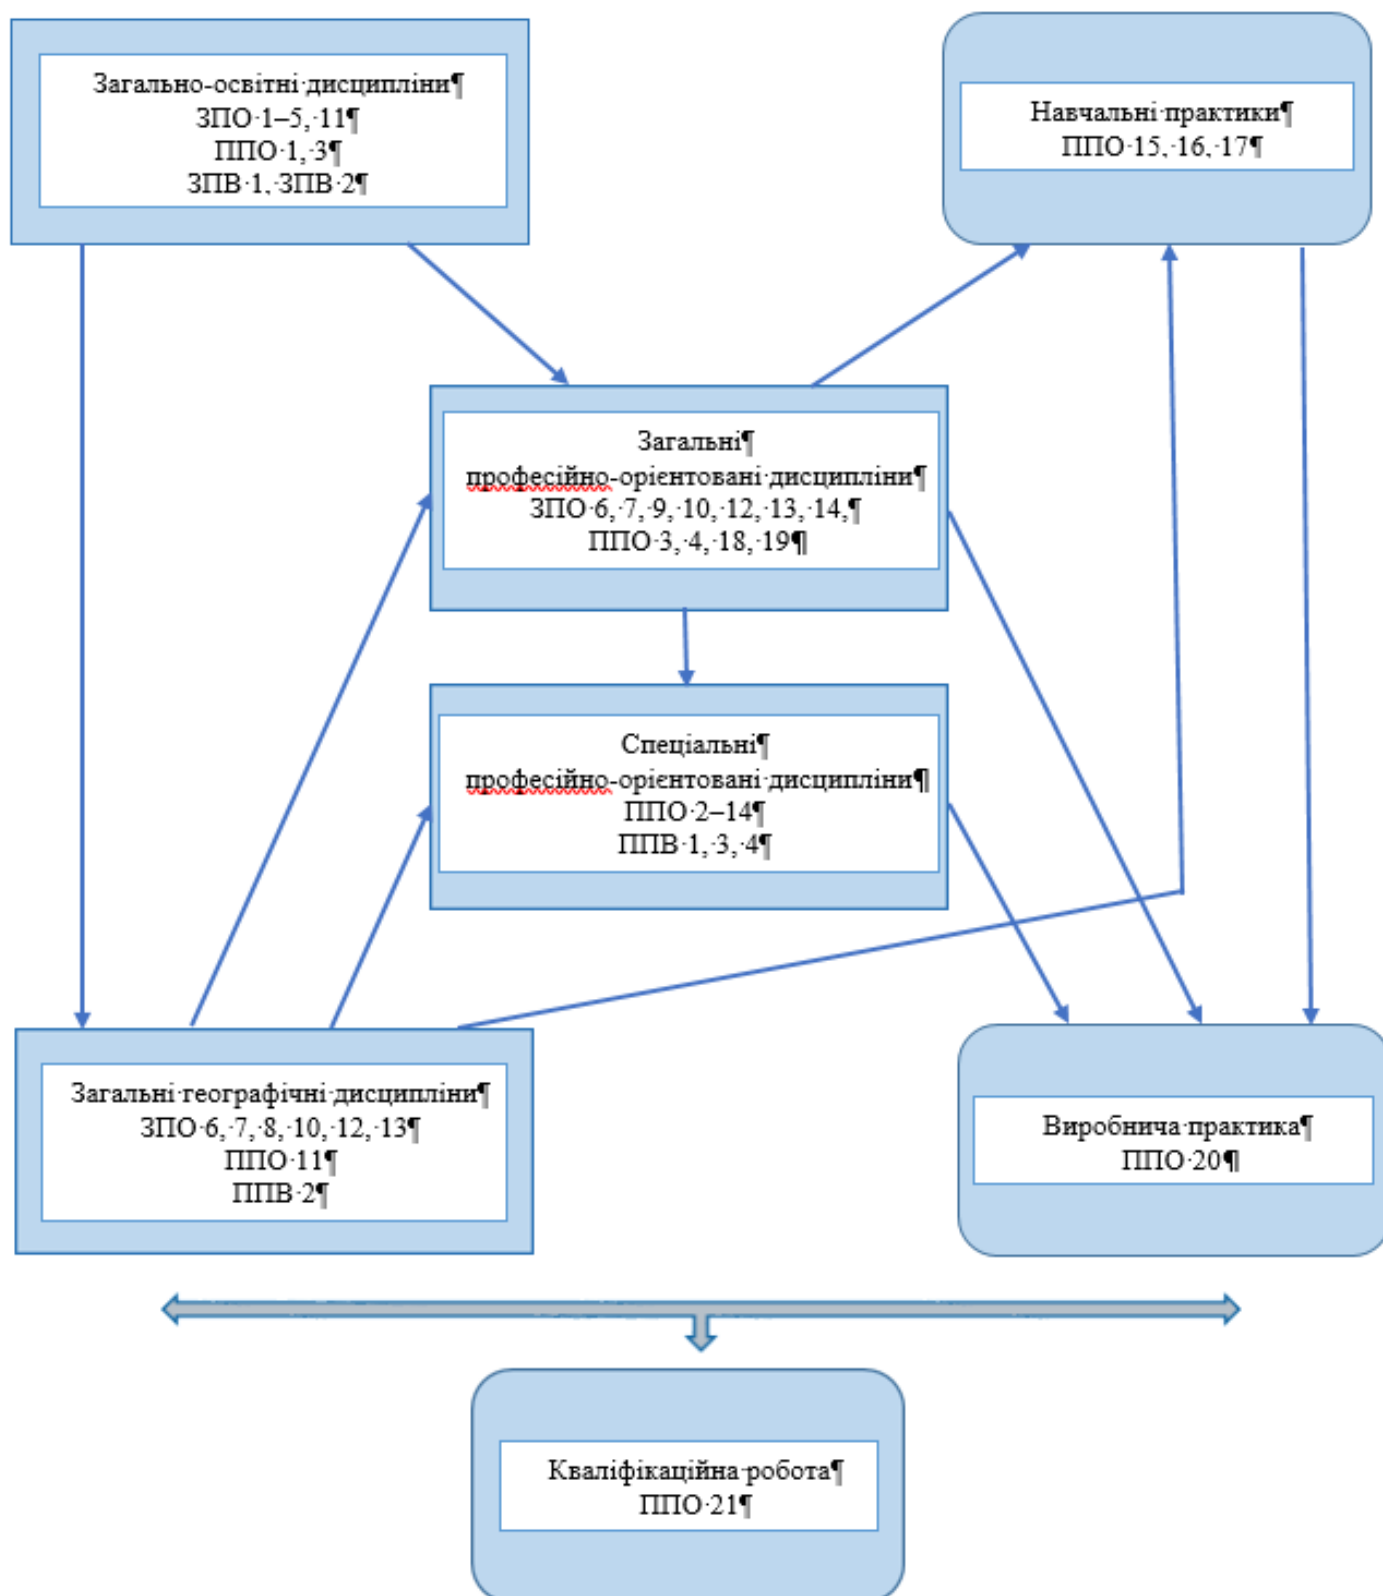 Загально-освітні·дисципліни¶
ЗПО·1–5,·11¶
ППО·1,·3¶
ЗПВ·1,·ЗПВ·2¶
Навчальні·практики¶
ППО·15,·16,·17¶
Загальні¶
професійно-орієнтовані·дисципліни¶
ЗПО·6,·7,·9,·10,·12,·13,·14,¶
ППО·3,·4,·18,·19¶
Спеціальні¶
професійно-орієнтовані·дисципліни¶
ППО·2–14¶
ППВ·1,·3,·4¶
Загальні·географічні·дисципліни¶
ЗПО·6,·7,·8,·10,·12,·13¶
ППО·11¶
ППВ·2¶
Виробнича·практика¶
ППО·20¶
Кваліфікаційна·робота¶
ППО·21¶